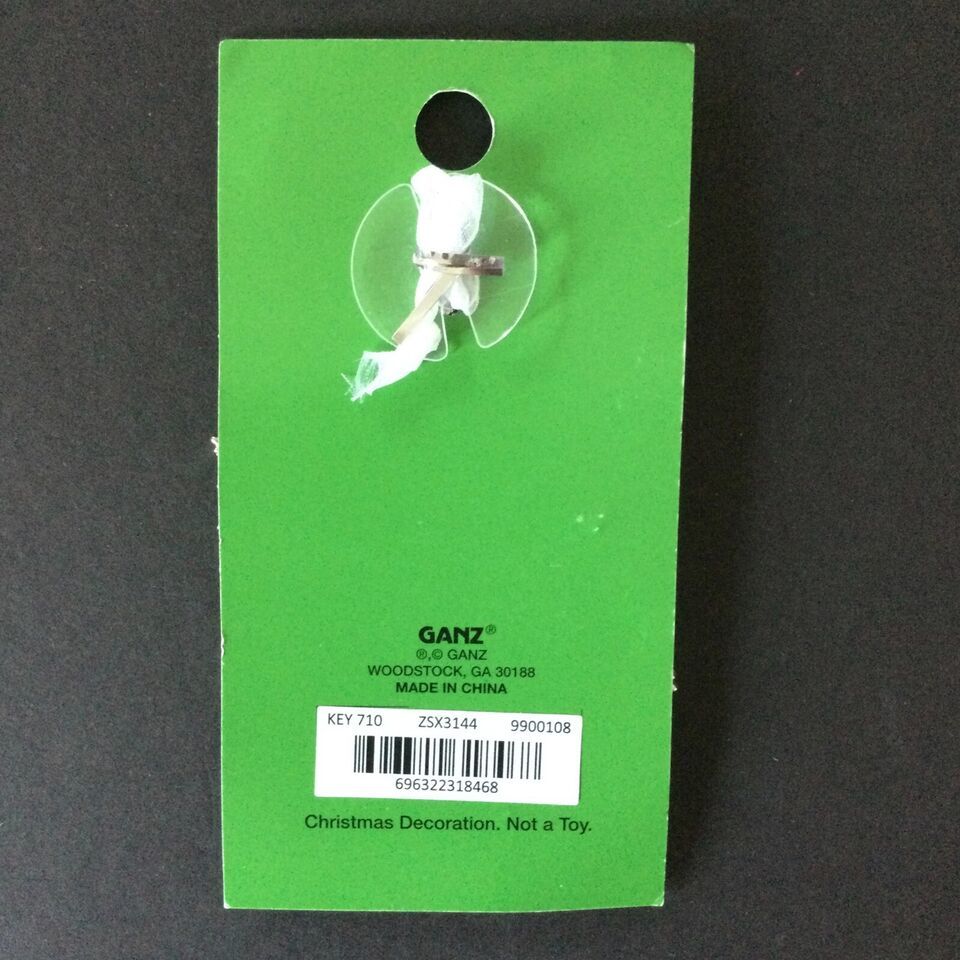 GANZ®
®,© GANZ
WOODSTOCK, GA 30188
MADE IN CHINA
KEY 710 ZSX3144 9900108
696322318468
Christmas Decoration. Not a Toy.